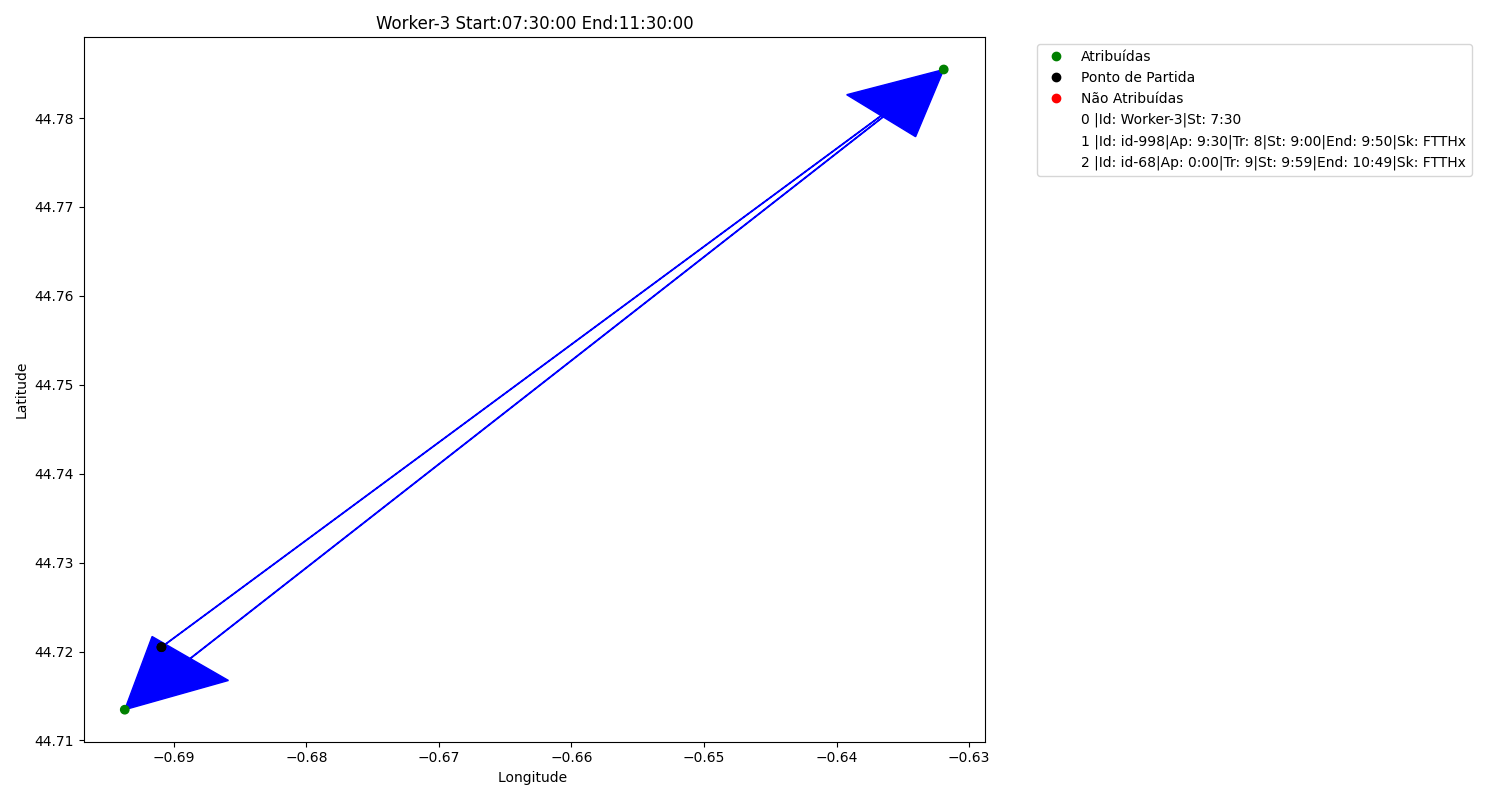 Worker-3 Start:07:30:00 End:11:30:00
Atribuídas
Ponto de Partida
Não Atribuídas
0 |Id: Worker-3|St: 7:30
1 |Id: id-998|Ap: 9:30|Tr: 8|St: 9:00|End: 9:50|Sk: FTTHx
2 |Id: id-68|Ap: 0:00|Tr: 9|St: 9:59|End: 10:49|Sk: FTTHx
Latitude
44.78
44.77
44.76
44.75
44.74
44.73
44.72
44.71
−0.69 −0.68 −0.67 −0.66 −0.65 −0.64 −0.63
Longitude